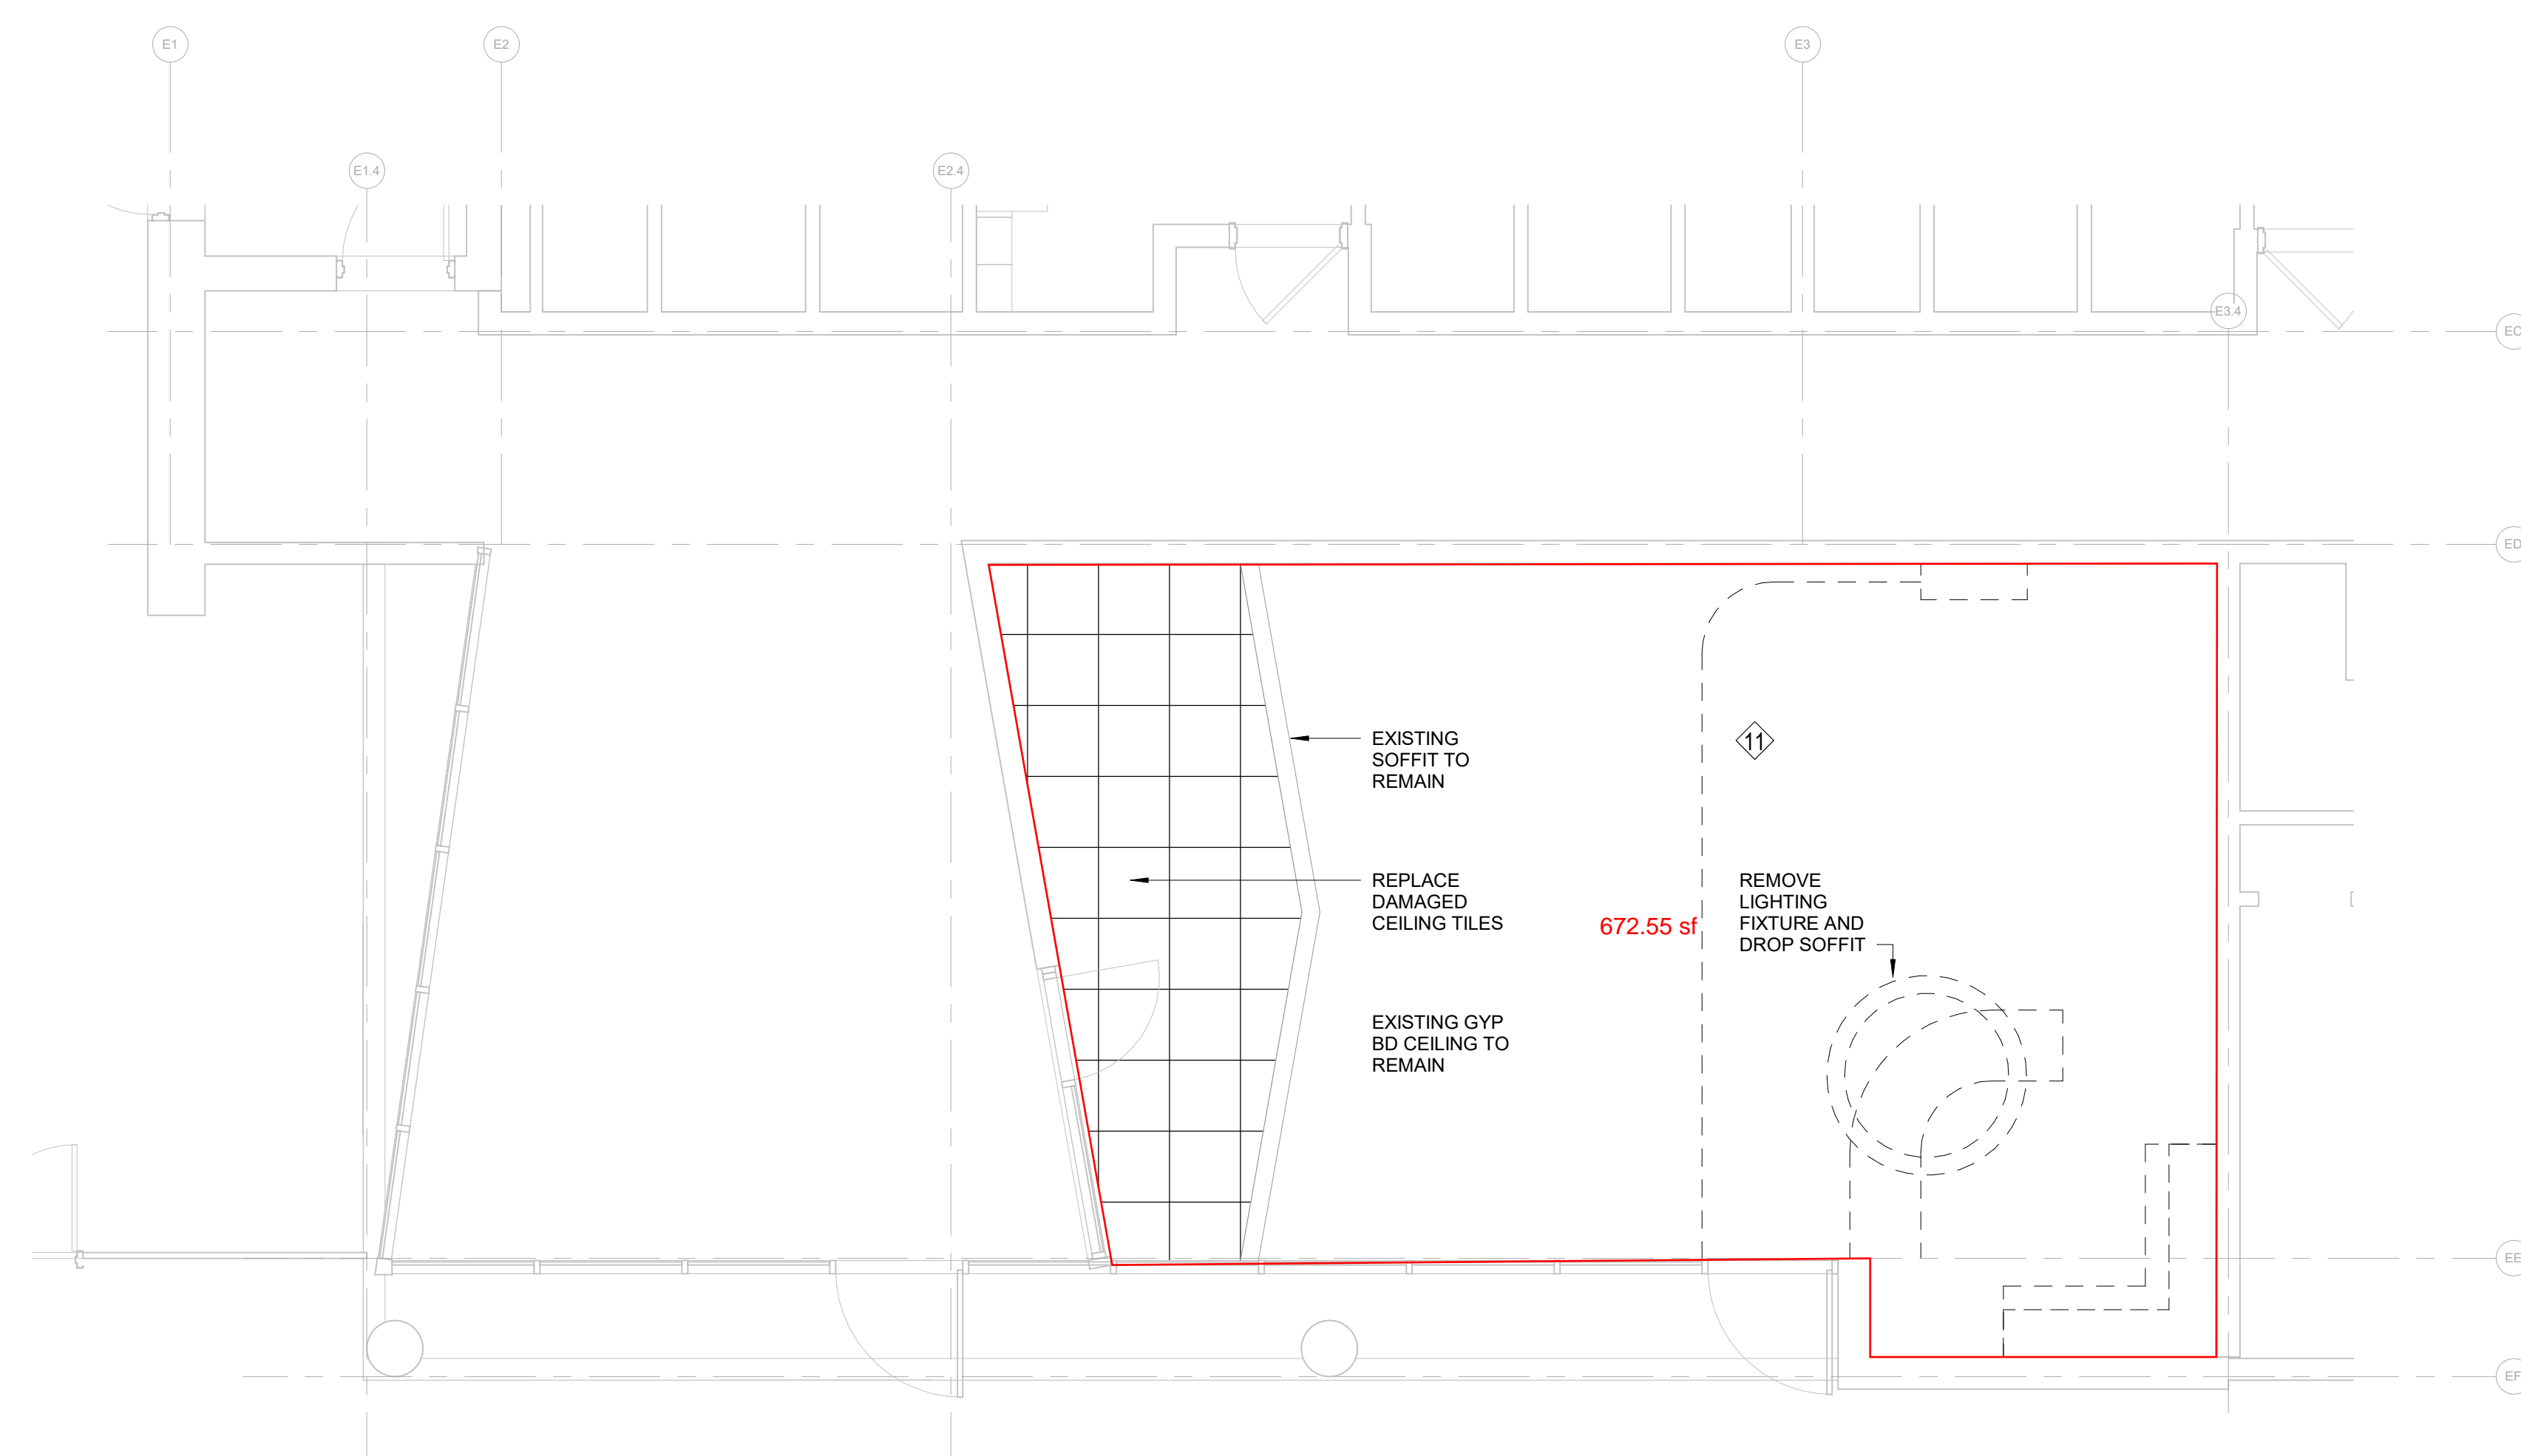 E1
E2
E3
E1.4
E2.4
E3.4
EC
ED
EXISTING
SOFFIT TO
REMAIN
11
REPLACE
DAMAGED
CEILING TILES
672.55 sf
REMOVE
LIGHTING
FIXTURE AND
DROP SOFFIT
EXISTING GYP
BD CEILING TO
REMAIN
EE
EF